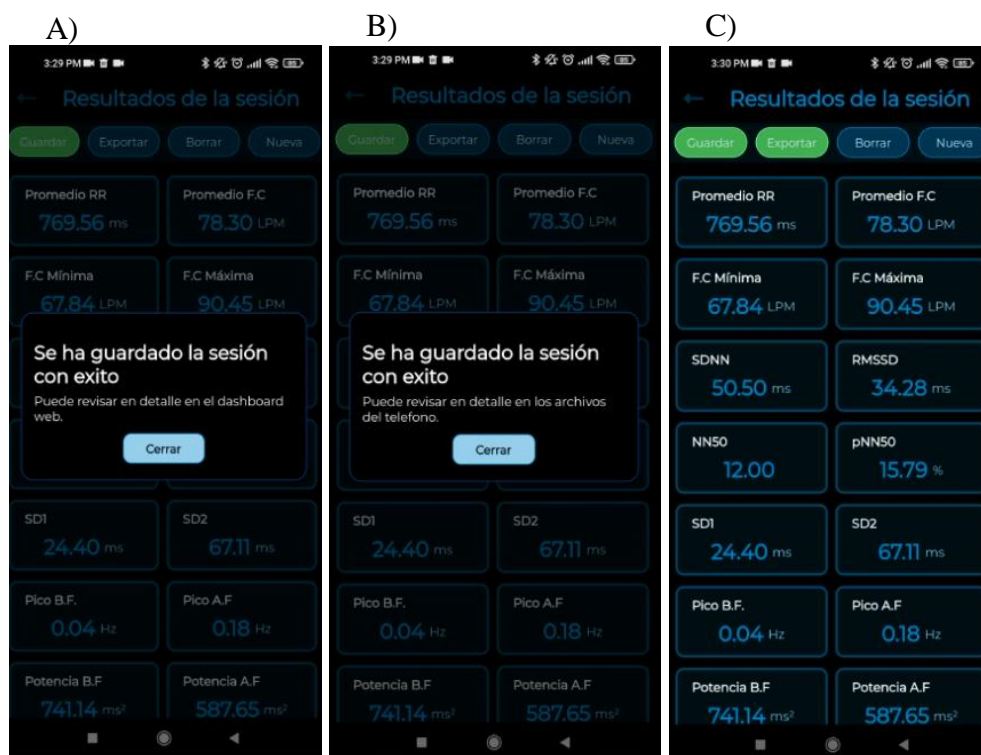 A)
3:29 PM
85
← Resultados de la sesión
Guardar Exportar Borrar Nueva
Promedio RR Promedio F.C
769.56 ms 78.30 LPM
F.C Mínima F.C Máxima
67.84 LPM 90.45 LPM
Se ha guardado la sesión
con exito
Puede revisar en detalle en el dashboard
web.
Cerrar
SD1 SD2
24.40 ms 67.11 ms
Pico B.F. Pico A.F
0.04 Hz 0.18 Hz
Potencia B.F Potencia A.F
741.14 ms² 587.65 ms²
B)
3:29 PM
85
← Resultados de la sesión
Guardar Exportar Borrar Nueva
Promedio RR Promedio F.C
769.56 ms 78.30 LPM
F.C Mínima F.C Máxima
67.84 LPM 90.45 LPM
Se ha guardado la sesión
con exito
Puede revisar en detalle en los archivos
del telefono.
Cerrar
SD1 SD2
24.40 ms 67.11 ms
Pico B.F. Pico A.F
0.04 Hz 0.18 Hz
Potencia B.F Potencia A.F
741.14 ms² 587.65 ms²
C)
3:30 PM
85
← Resultados de la sesión
Guardar Exportar Borrar Nueva
Promedio RR Promedio F.C
769.56 ms 78.30 LPM
F.C Mínima F.C Máxima
67.84 LPM 90.45 LPM
SDNN RMSSD
50.50 ms 34.28 ms
NN50 pNN50
12.00 15.79 %
SD1 SD2
24.40 ms 67.11 ms
Pico B.F. Pico A.F
0.04 Hz 0.18 Hz
Potencia B.F Potencia A.F
741.14 ms² 587.65 ms²